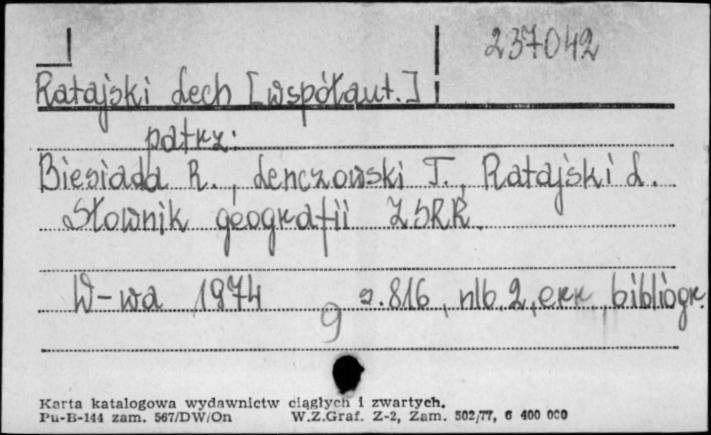 237042
Ratajski Lech [współaut.]
patrz:
Biesiada R., Lenczowski T., Ratajski L.
Słownik geografii ZSRR.
W-wa 1974 s.816, nlb.2, err bibliogr.
9
Karta katalogowa wydawnictw ciągłych i zwartych.
Pu-B-144 zam. 567/DW/On W.Z.Graf. Z-2, Zam. 502/77, 6 400 000